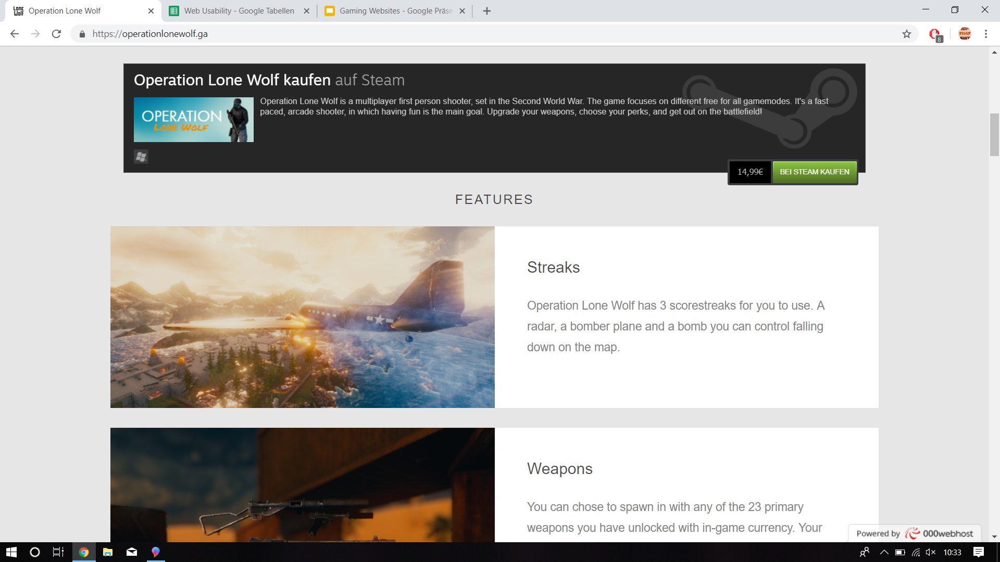 Operation Lone Wolf
Web Usability - Google Tabellen
Gaming Websites - Google Präse
https://operationlonewolf.ga
8
Operation Lone Wolf kaufen auf Steam
OPERATION
LONE WOLF
Operation Lone Wolf is a multiplayer first person shooter, set in the Second World War. The game focuses on different free for all gamemodes. It's a fast
paced, arcade shooter, in which having fun is the main goal. Upgrade your weapons, choose your perks, and get out on the battlefield!
14,99€
BEI STEAM KAUFEN
FEATURES
Streaks
Operation Lone Wolf has 3 scorestreaks for you to use. A
radar, a bomber plane and a bomb you can control falling
down on the map.
Weapons
You can chose to spawn in with any of the 23 primary
weapons you have unlocked with in-game currency. Your
Powered by 000webhost
10:33